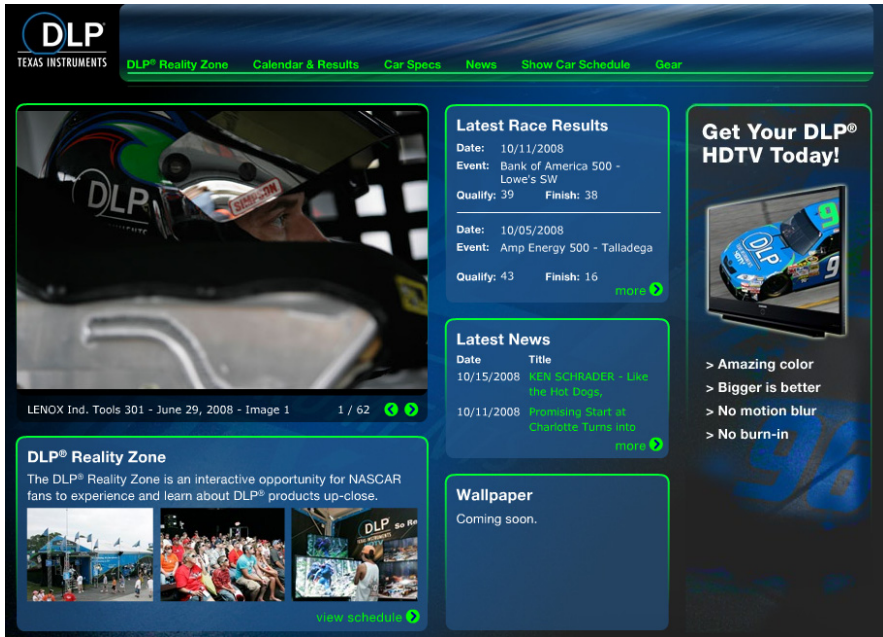 DLP®
TEXAS INSTRUMENTS
DLP® Reality Zone
Calendar & Results
Car Specs
News
Show Car Schedule
Gear
DLP
SIMPSON
LENOX Ind. Tools 301 - June 29, 2008 - Image 1
1 / 62
DLP® Reality Zone
The DLP® Reality Zone is an interactive opportunity for NASCAR
fans to experience and learn about DLP® products up-close.
DLP
So Re
TEXAS INSTRUMENTS
view schedule
Latest Race Results
Date: 10/11/2008
Event: Bank of America 500 -
Lowe's SW
Qualify: 39 Finish: 38
Date: 10/05/2008
Event: Amp Energy 500 - Talladega
Qualify: 43 Finish: 16
more
Latest News
Date Title
10/15/2008 KEN SCHRADER - Like
the Hot Dogs,
10/11/2008 Promising Start at
Charlotte Turns into
more
Wallpaper
Coming soon.
Get Your DLP®
HDTV Today!
9
DLP
HDTV
9
> Amazing color
> Bigger is better
> No motion blur
> No burn-in
96